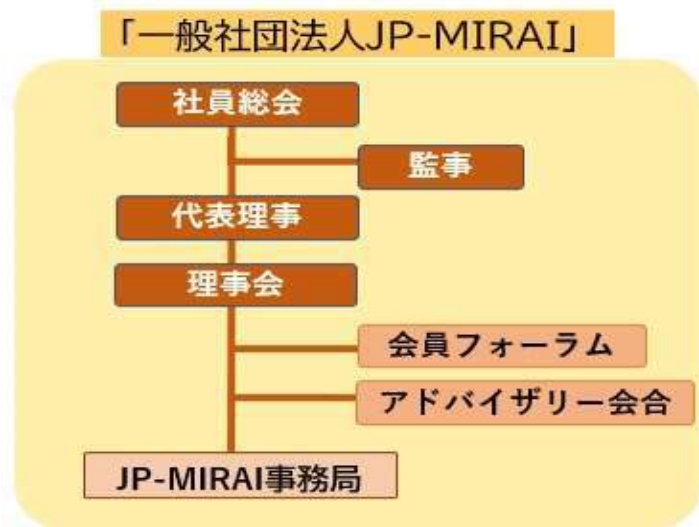 「一般社団法人JP-MIRAI」
社員総会
監事
代表理事
理事会
会員フォーラム
アドバイザリー会合
JP-MIRAI事務局